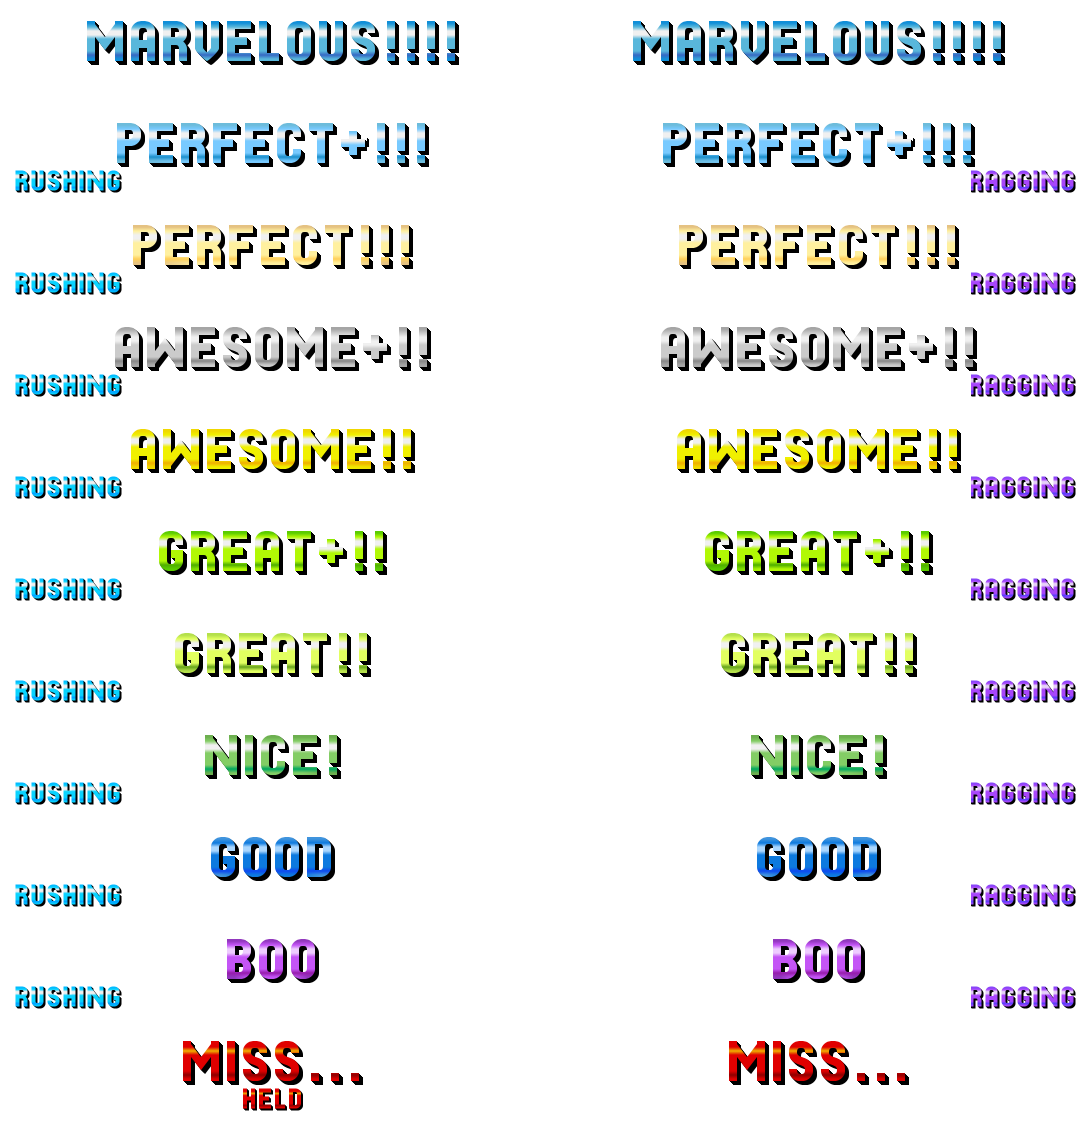 MARVELOUS!!!! MARVELOUS!!!!
PERFECT+!!! PERFECT+!!!
RUSHING RAGGING
PERFECT!!! PERFECT!!!
RUSHING RAGGING
AWESOME+!! AWESOME+!!
RUSHING RAGGING
AWESOME!! AWESOME!!
RUSHING RAGGING
GREAT+!! GREAT+!!
RUSHING RAGGING
GREAT!! GREAT!!
RUSHING RAGGING
NICE! NICE!
RUSHING RAGGING
GOOD GOOD
RUSHING RAGGING
BOO BOO
RUSHING RAGGING
MISS... MISS...
HELD